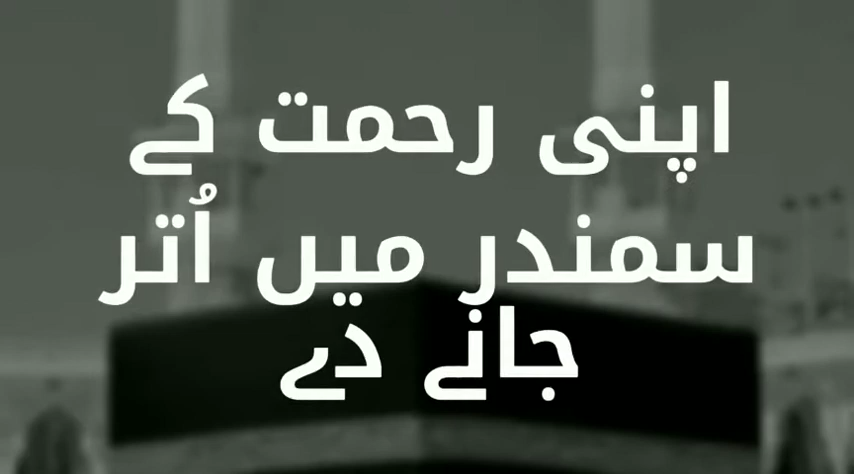 اپنی رحمت کے
سمندر میں اُتر
جانے دے